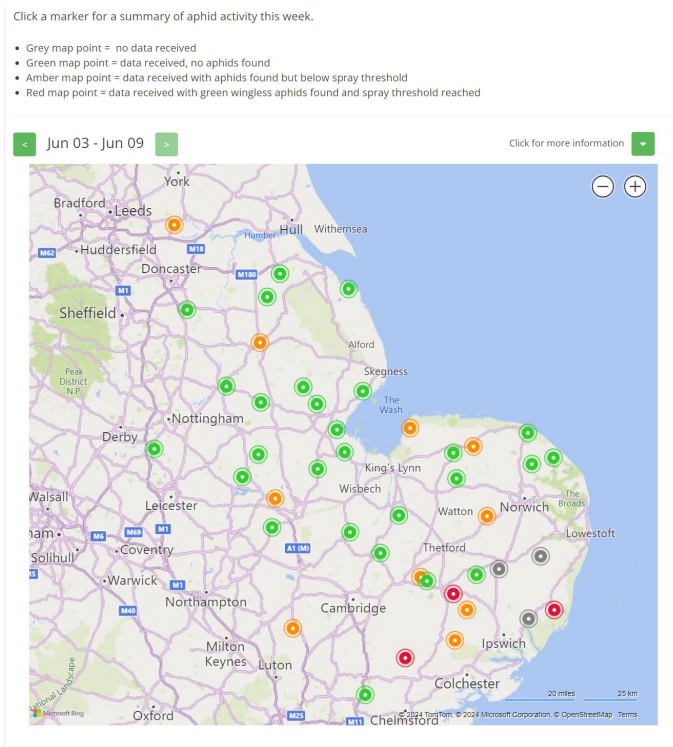 Click a marker for a summary of aphid activity this week.
Grey map point = no data received
Green map point = data received, no aphids found
Amber map point = data received with aphids found but below spray threshold
Red map point = data received with green wingless aphids found and spray threshold reached
< Jun 03 - Jun 09 > Click for more information
York
Bradford
Leeds
Humber
Hull
Withernsea
M62
Huddersfield
M18
Doncaster
M180
M1
Sheffield
Alford
Peak
District
N.P.
Skegness
The
Wash
Nottingham
Derby
King's Lynn
Wisbech
Walsall
Leicester
Watton
Norwich
The
Broads
Lowestoft
ham
M6
M69
M1
Coventry
A1 (M)
Thetford
Solihull
Warwick
M1
Northampton
M40
Cambridge
Milton
Keynes
Luton
Ipswich
Colchester
National Landscape
20 miles
25 km
Microsoft Bing
Oxford
M25
M11
Chelmsford
© 2024 TomTom, © 2024 Microsoft Corporation, © OpenStreetMap Terms